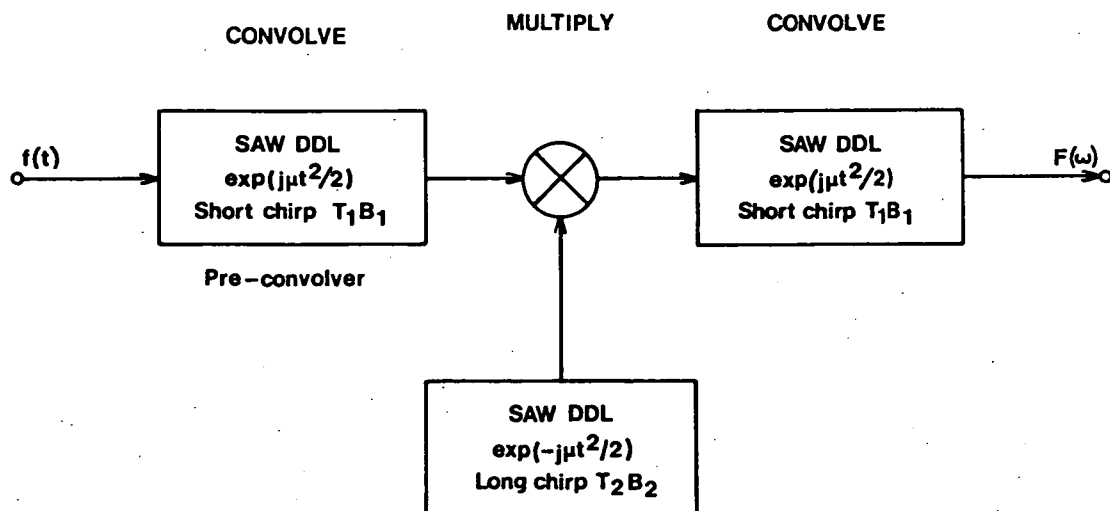 CONVOLVE
MULTIPLY
CONVOLVE
f(t)
SAW DDL
exp(jμt²/2)
Short chirp T₁B₁
Pre-convolver
SAW DDL
exp(jμt²/2)
Short chirp T₁B₁
F(ω)
SAW DDL
exp(-jμt²/2)
Long chirp T₂B₂